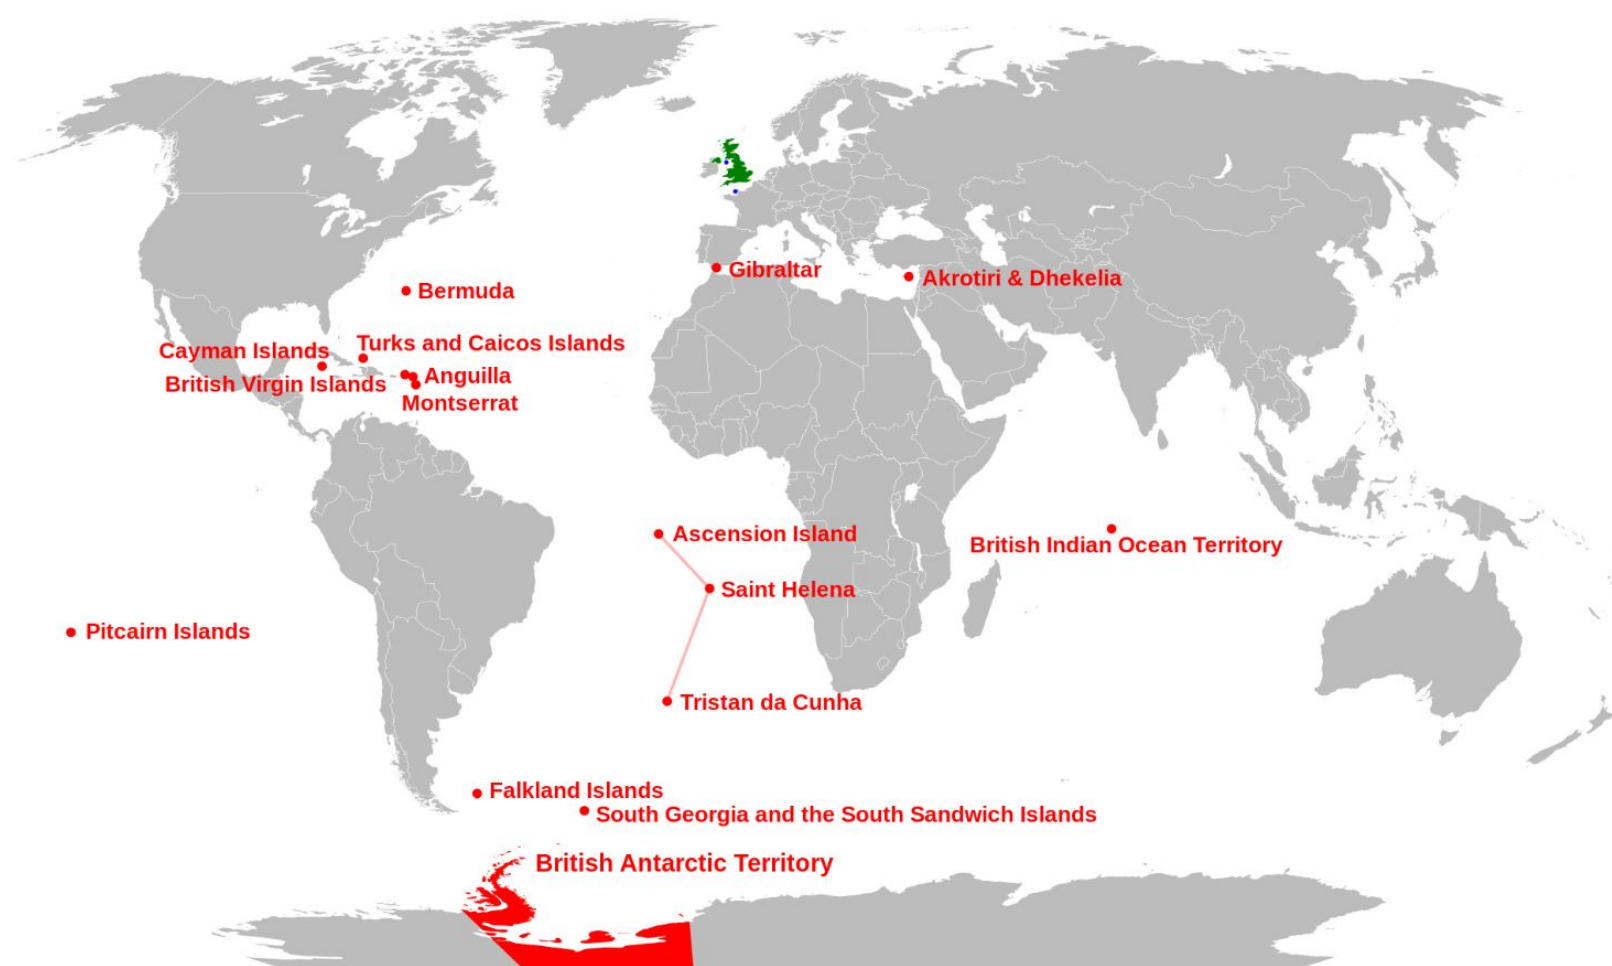 Gibraltar
Akrotiri & Dhekelia
Bermuda
Turks and Caicos Islands
Cayman Islands
Anguilla
British Virgin Islands
Montserrat
Ascension Island
British Indian Ocean Territory
Saint Helena
Pitcairn Islands
Tristan da Cunha
Falkland Islands
South Georgia and the South Sandwich Islands
British Antarctic Territory